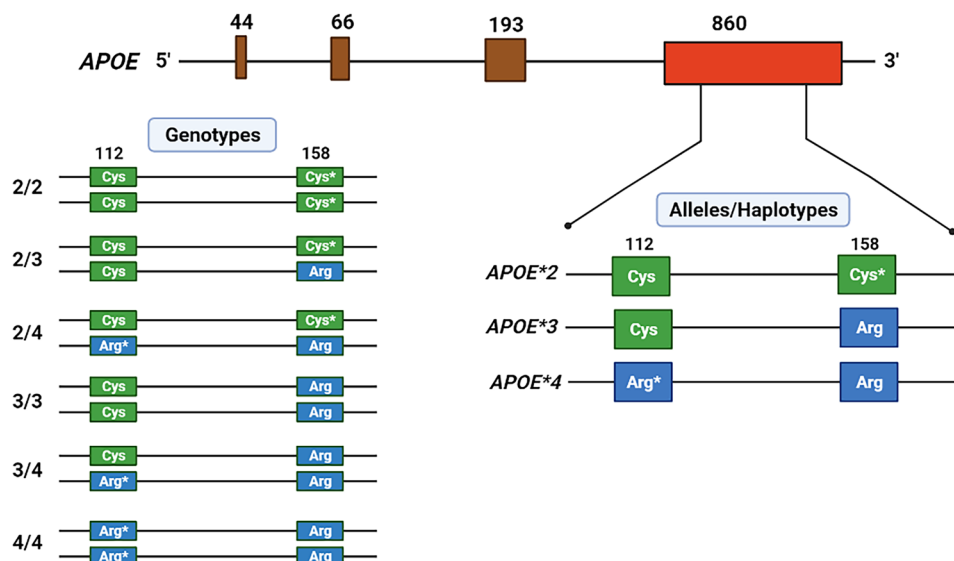 44 66 193 860
APOE 5' 3'
Genotypes
112 158
2/2
Cys Cys*
Cys Cys*
2/3
Cys Cys*
Cys Arg
2/4
Cys Cys*
Arg* Arg
3/3
Cys Arg
Cys Arg
3/4
Cys Arg
Arg* Arg
4/4
Arg* Arg
Arg* Arg
Alleles/Haplotypes
112 158
APOE*2 Cys Cys*
APOE*3 Cys Arg
APOE*4 Arg* Arg